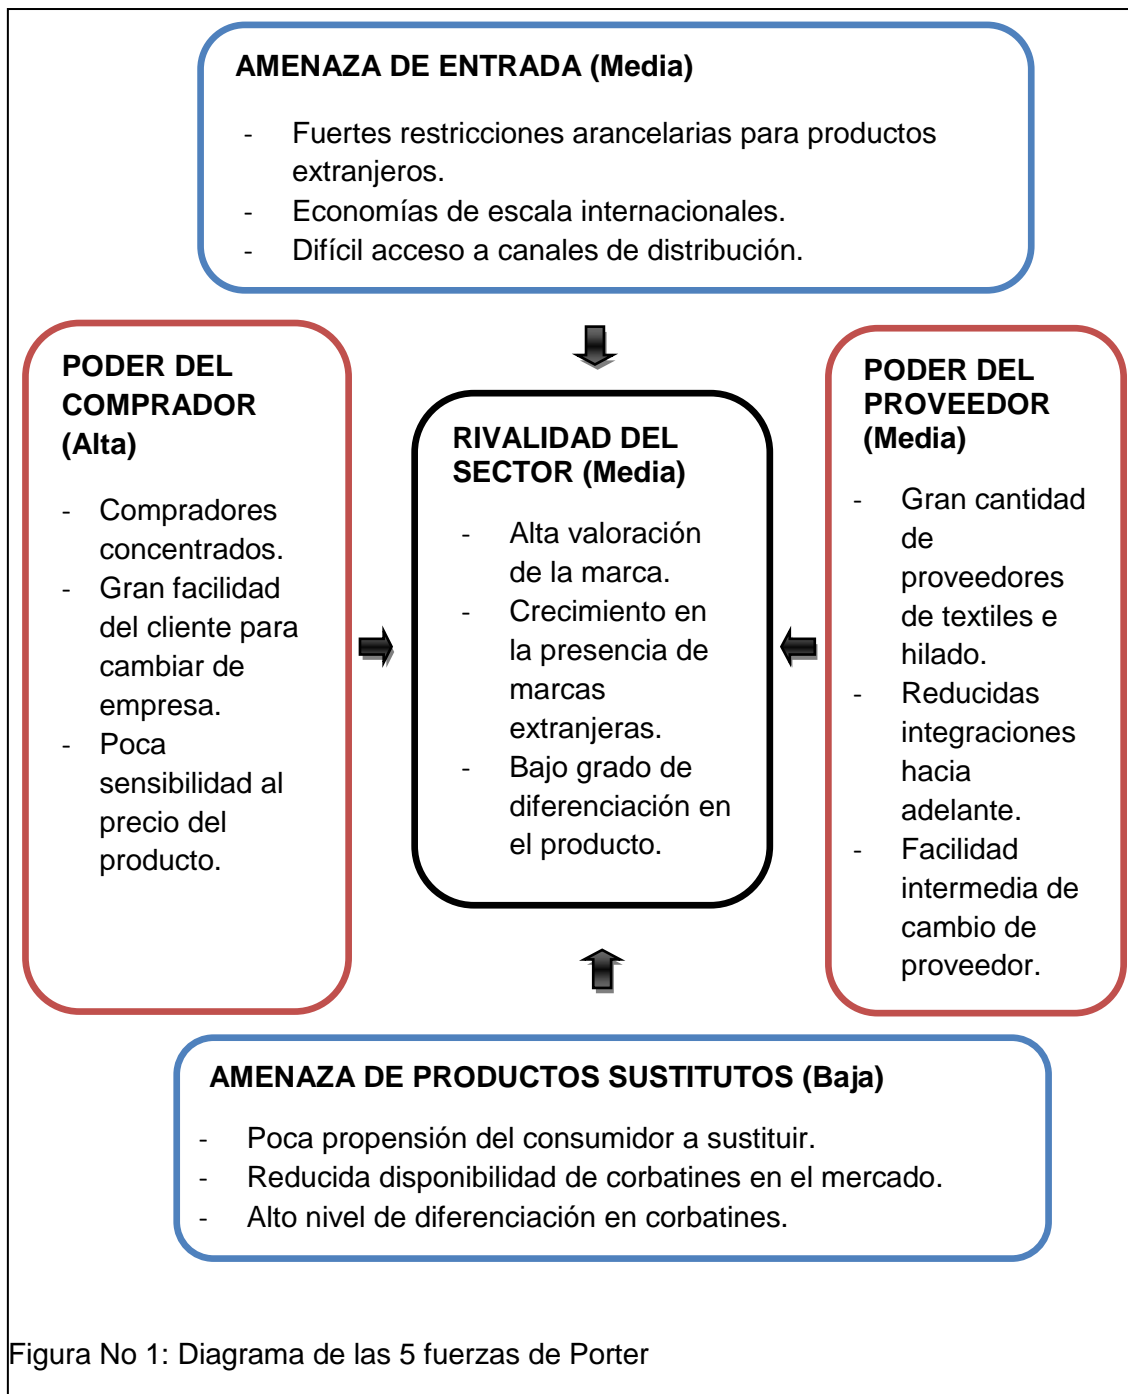 AMENAZA DE ENTRADA (Media)
- Fuertes restricciones arancelarias para productos
extranjeros.
- Economías de escala internacionales.
- Difícil acceso a canales de distribución.
PODER DEL
COMPRADOR
(Alta)
- Compradores
concentrados.
- Gran facilidad
del cliente para
cambiar de
empresa.
- Poca
sensibilidad al
precio del
producto.
RIVALIDAD DEL
SECTOR (Media)
- Alta valoración
de la marca.
- Crecimiento en
la presencia de
marcas
extranjeras.
- Bajo grado de
diferenciación en
el producto.
PODER DEL
PROVEEDOR
(Media)
- Gran cantidad
de
proveedores
de textiles e
hilado.
- Reducidas
integraciones
hacia
adelante.
- Facilidad
intermedia de
cambio de
proveedor.
AMENAZA DE PRODUCTOS SUSTITUTOS (Baja)
- Poca propensión del consumidor a sustituir.
- Reducida disponibilidad de corbatines en el mercado.
- Alto nivel de diferenciación en corbatines.
Figura No 1: Diagrama de las 5 fuerzas de Porter